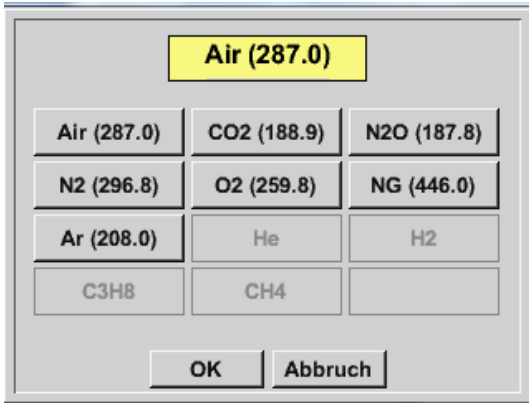 Air (287.0)
Air (287.0) CO2 (188.9) N2O (187.8)
N2 (296.8) O2 (259.8) NG (446.0)
Ar (208.0) He H2
C3H8 CH4
OK Abbruch